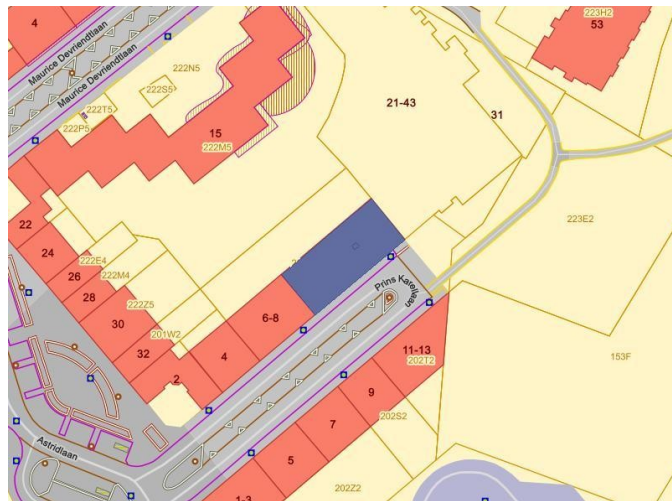 4
53
223H2
Maurice Devriendtlaan
Maurice Devriendtlaan
222N5
222S5
222T5
222P5
15
222M5
21-43
31
223E2
22
24
222E4
26
222M4
28
222Z5
30
201W2
32
2
4
6-8
Prins Karellaan
11-13
202T2
9
202S2
7
5
1-3
202Z2
153F
Astridlaan